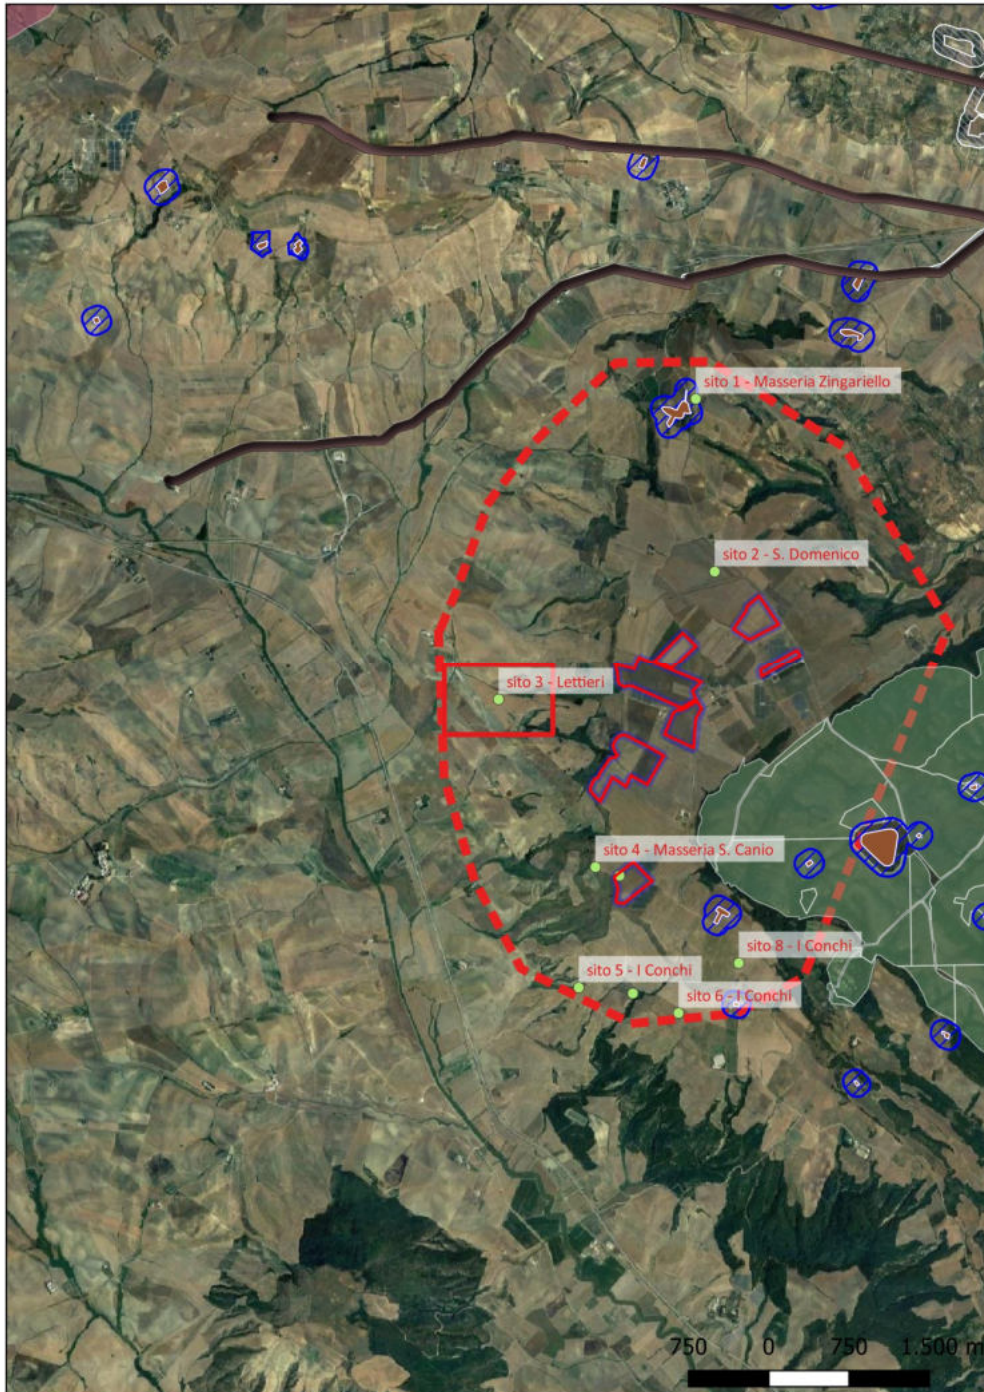 sito 1 - Masseria Zingariello
sito 2 - S. Domenico
sito 3 - Lettieri
sito 4 - Masseria S. Canio
sito 8 - I Conchi
sito 5 - I Conchi
sito 6 - I Conchi
750 0 750 1.500 m